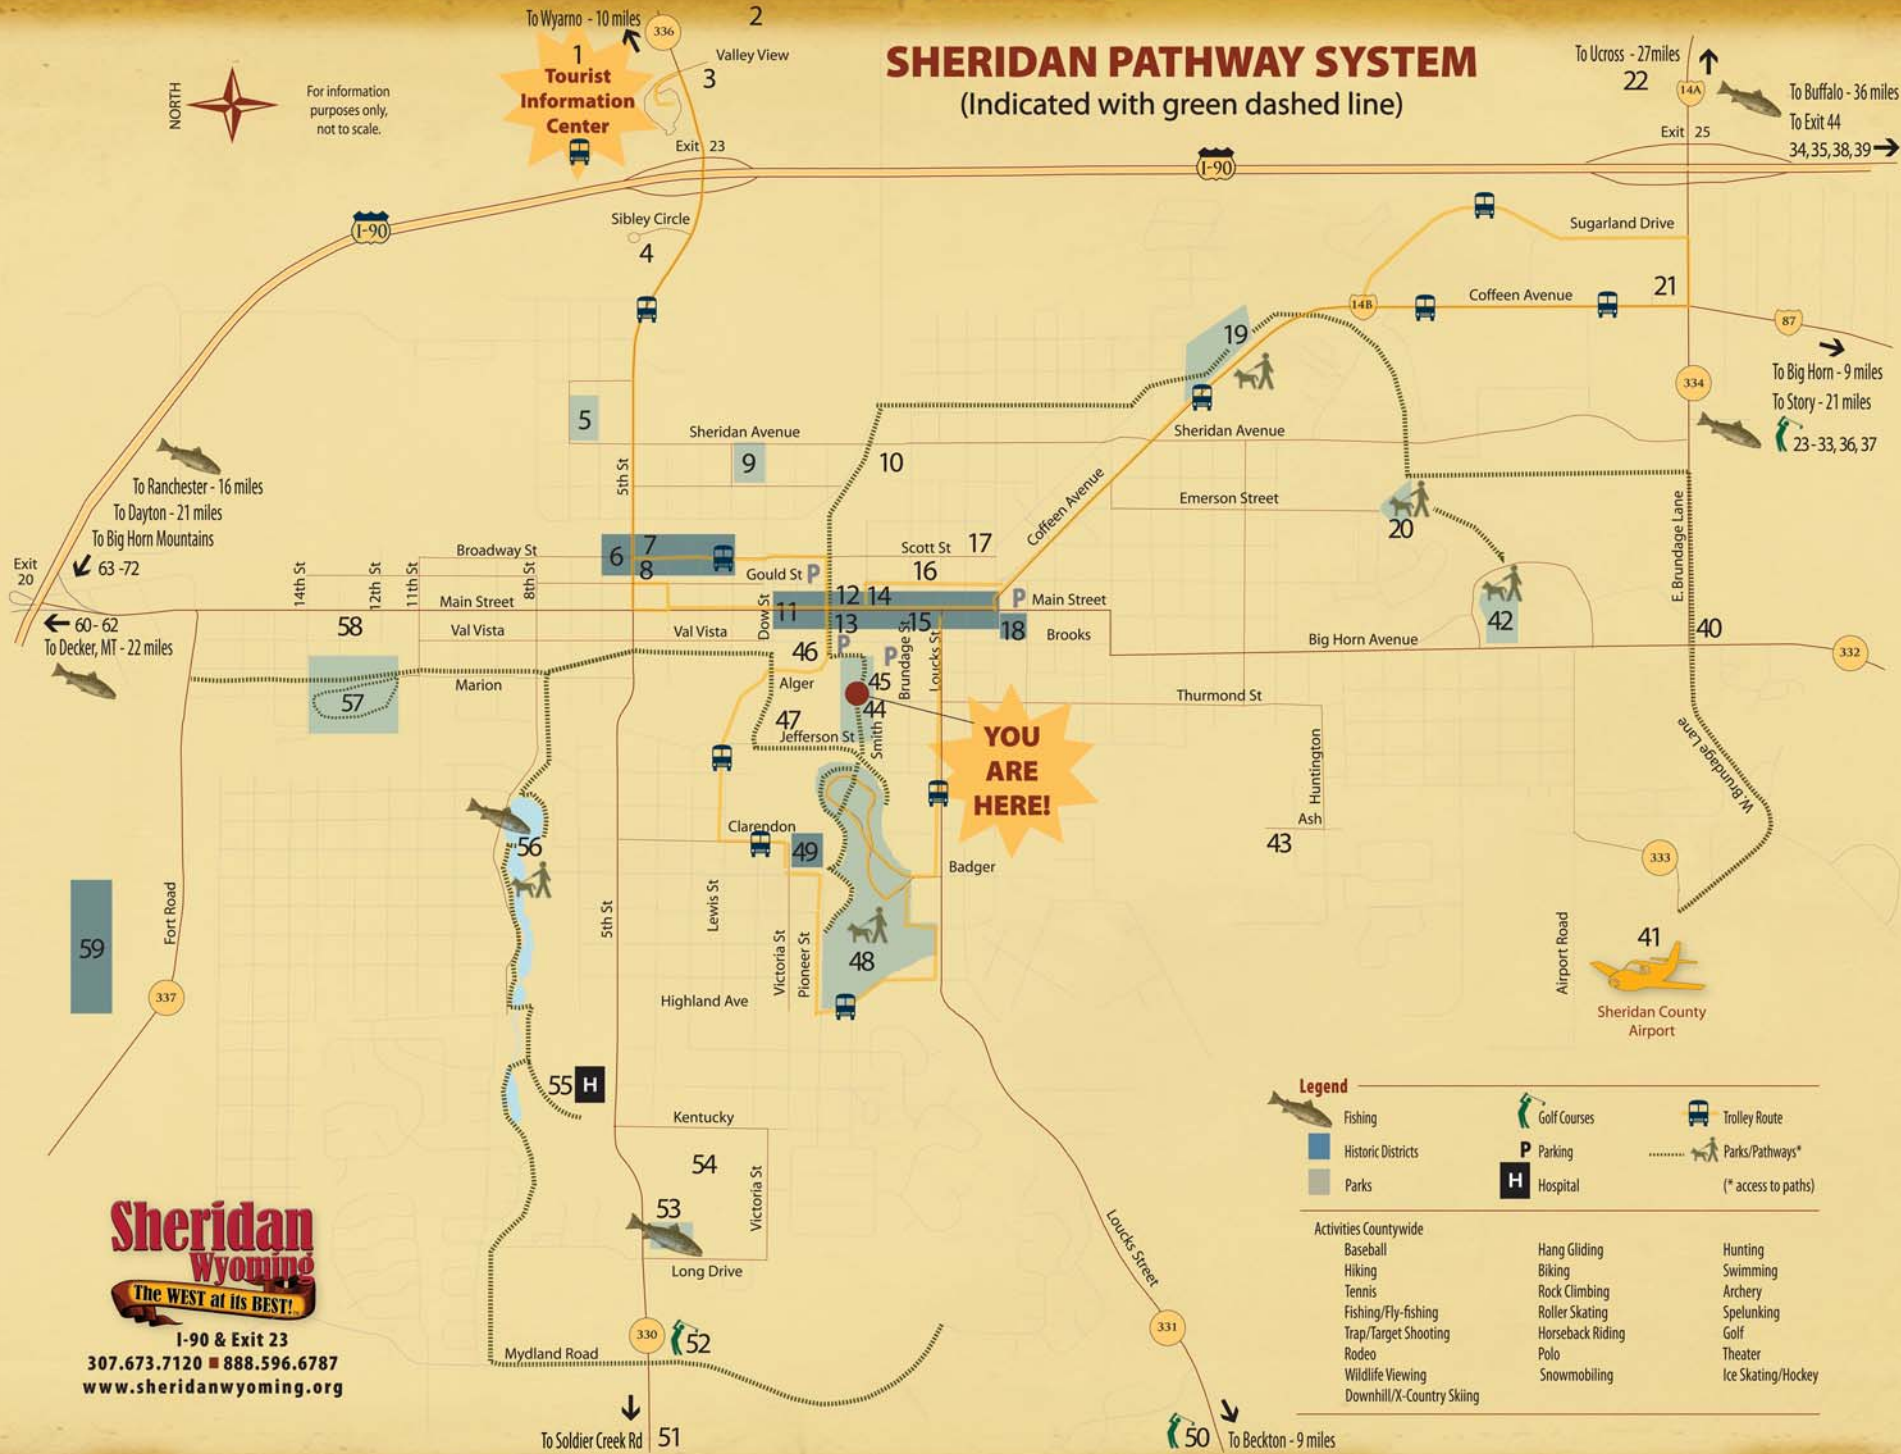 To Wyarno - 10 miles
336
2
1
Tourist
Information
Center
Valley View
3
Exit 23
SHERIDAN PATHWAY SYSTEM
(Indicated with green dashed line)
NORTH
For information
purposes only,
not to scale.
To Ucross - 27miles
22
14A
To Buffalo - 36 miles
To Exit 44
34,35,38,39
Exit 25
I-90
I-90
Sibley Circle
4
Sugarland Drive
21
Coffeen Avenue
14B
87
To Big Horn - 9 miles
To Story - 21 miles
23-33, 36, 37
334
19
5
Sheridan Avenue
9
10
Sheridan Avenue
5th St
Coffeen Avenue
Emerson Street
20
E. Brundage Lane
To Ranchester - 16 miles
To Dayton - 21 miles
To Big Horn Mountains
63 -72
Exit
20
60- 62
To Decker, MT - 22 miles
Broadway St
6
7
8
Gould St
P
Scott St
17
16
14th St
12th St
11th St
8th St
Main Street
Dow St
11
12
14
13
15
P
Main Street
18
Brooks
58
Val Vista
Val Vista
46
P
P
Brundage St
Loucks St
42
Big Horn Avenue
40
332
Marion
57
Alger
45
44
47
Jefferson St
Smith
Thurmond St
YOU
ARE
HERE!
Huntington
Ash
43
W. Brundage Lane
333
56
Clarendon
49
Badger
59
Fort Road
337
5th St
Lewis St
Victoria St
Pioneer St
48
Highland Ave
Airport Road
41
Sheridan County
Airport
55
H
Kentucky
54
Victoria St
53
Long Drive
Loucks Street
331
330
52
Mydland Road
To Soldier Creek Rd
51
50
To Beckton - 9 miles
Sheridan
Wyoming
The WEST at its BEST!
I-90 & Exit 23
307.673.7120 ■ 888.596.6787
www.sheridanwyoming.org
Legend
Fishing
Golf Courses
Trolley Route
Historic Districts
P Parking
Parks/Pathways*
Parks
H Hospital
(* access to paths)
Activities Countywide
Baseball
Hiking
Tennis
Fishing/Fly-fishing
Trap/Target Shooting
Rodeo
Wildlife Viewing
Downhill/X-Country Skiing
Hang Gliding
Biking
Rock Climbing
Roller Skating
Horseback Riding
Polo
Snowmobiling
Hunting
Swimming
Archery
Spelunking
Golf
Theater
Ice Skating/Hockey